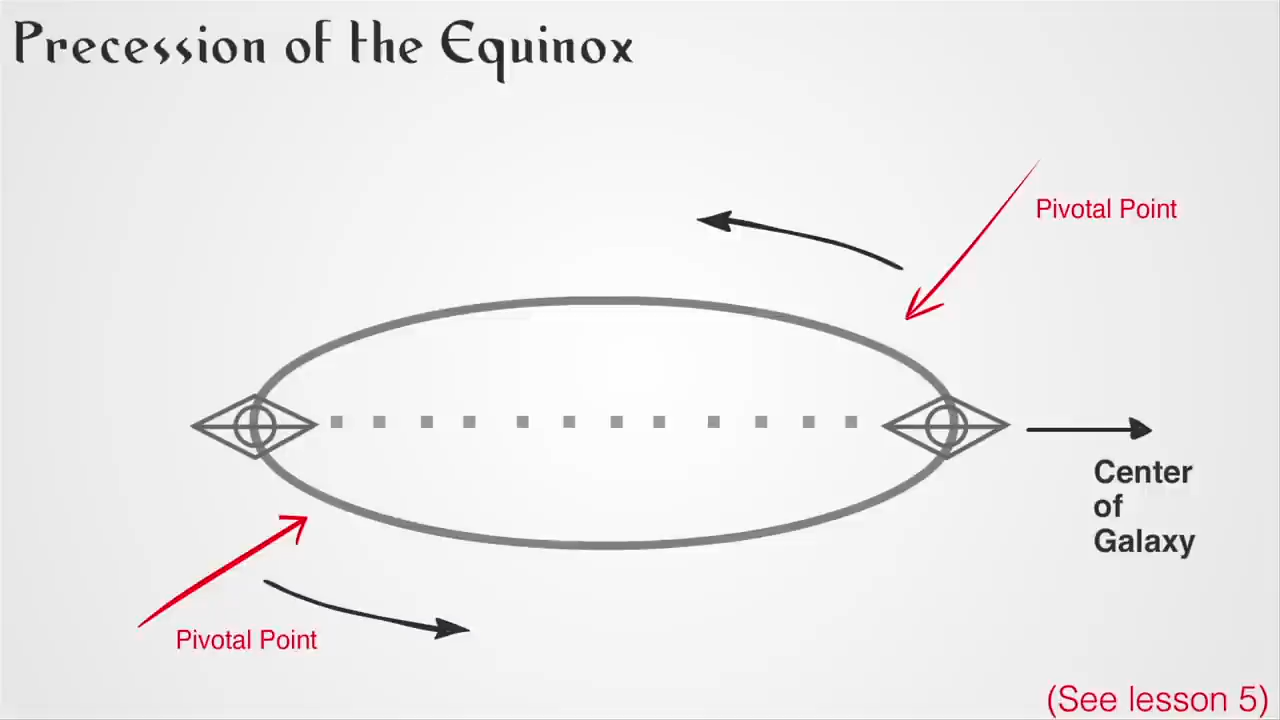 Precession of the Equinox
Pivotal Point
Center
of
Galaxy
Pivotal Point
(See lesson 5)